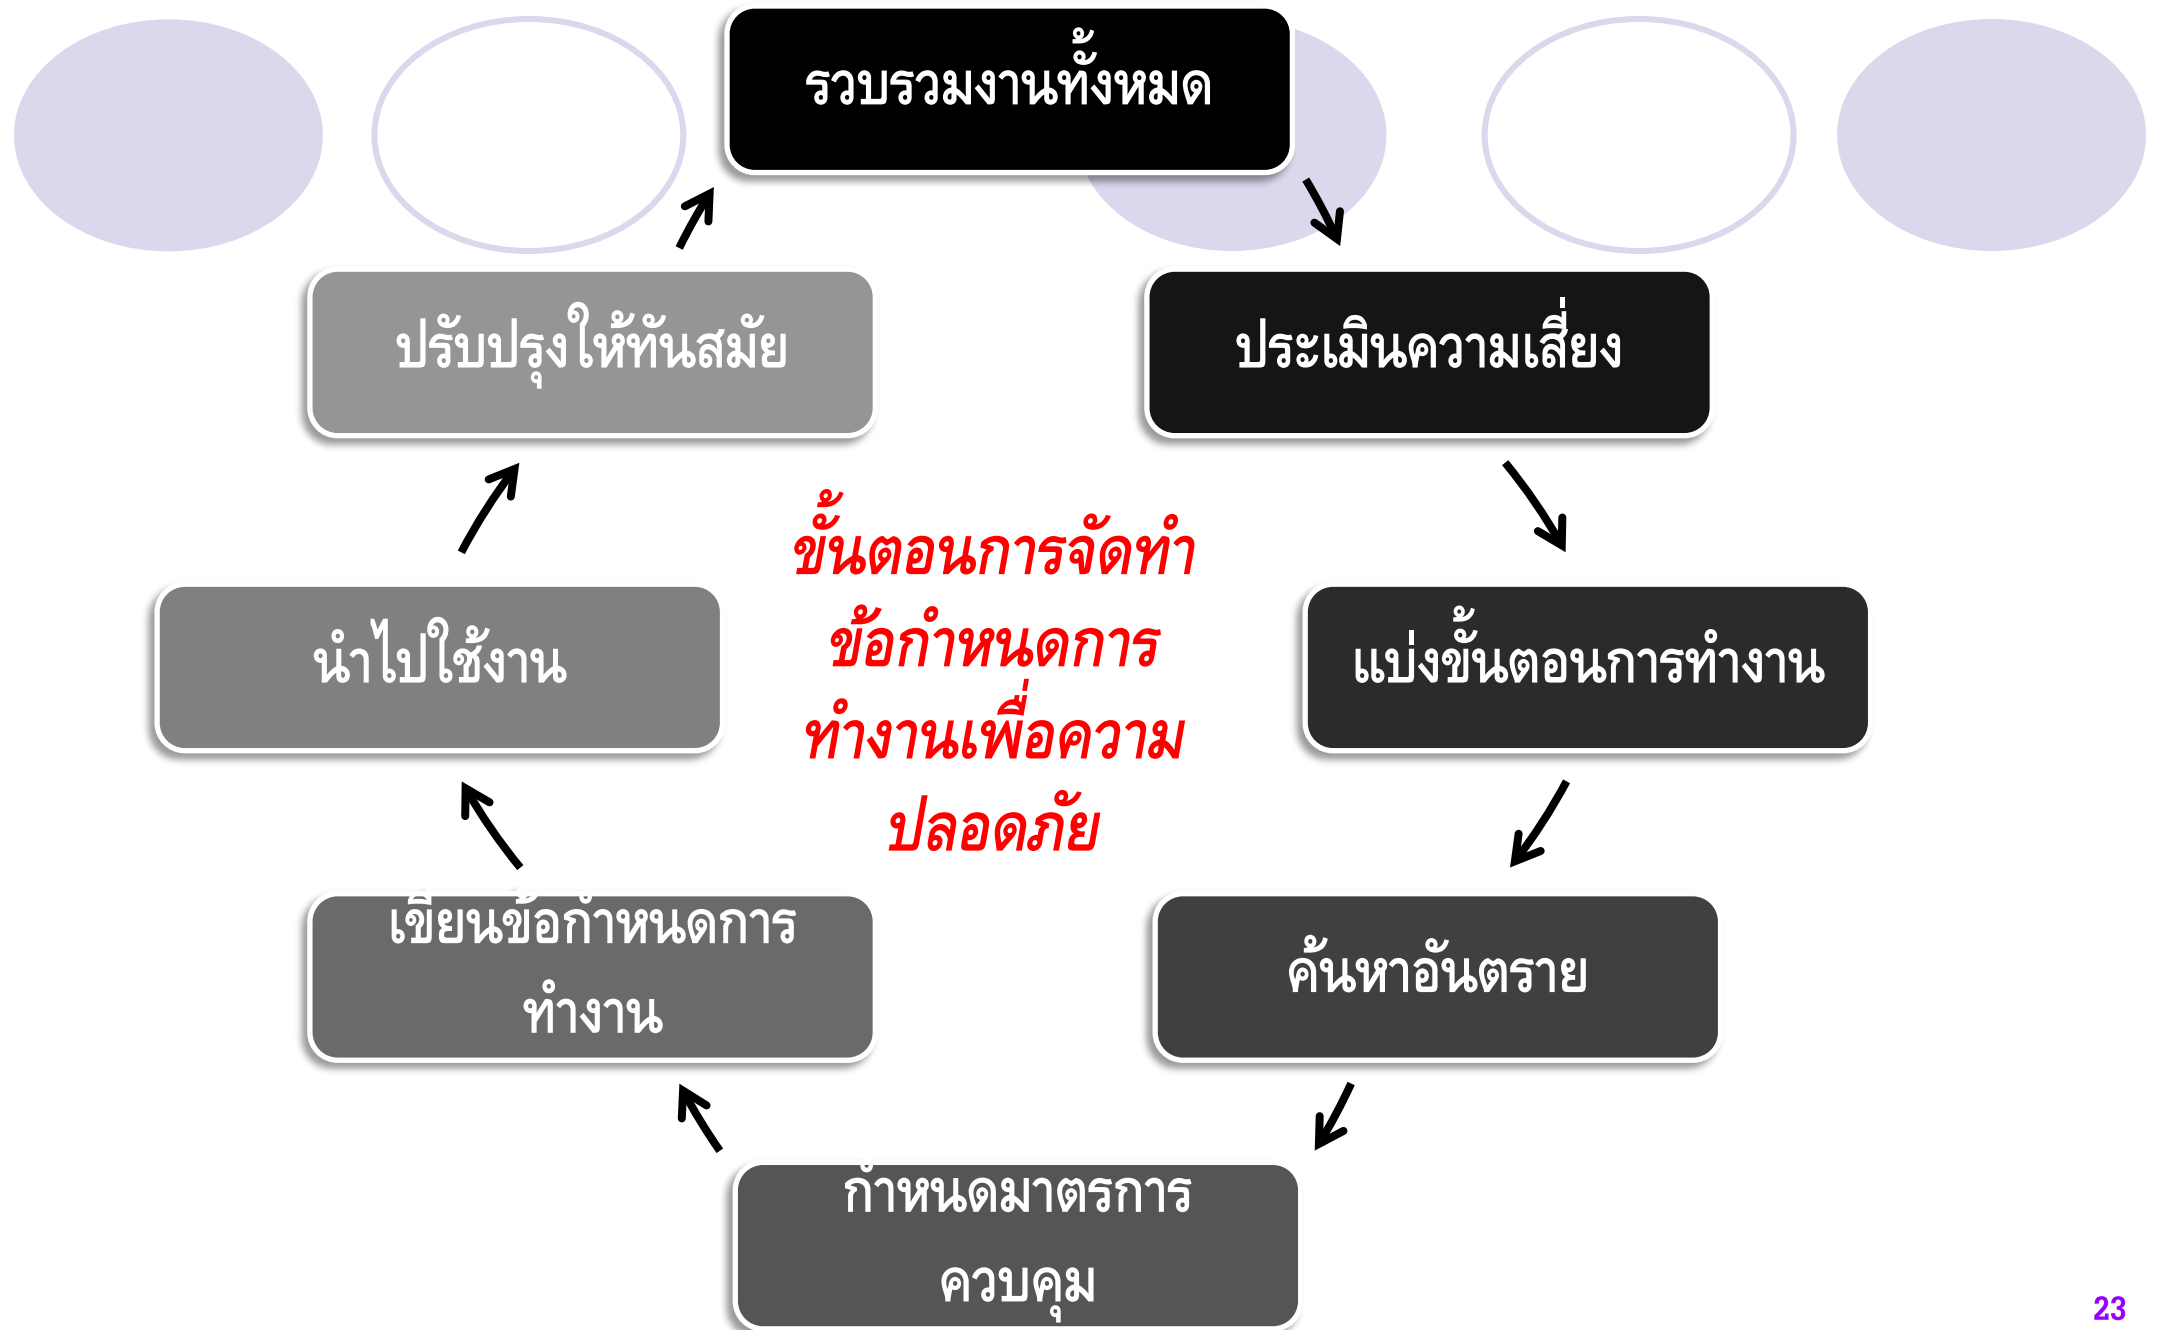 รวบรวมงานทั้งหมด
ประเมินความเสี่ยง
แบ่งขั้นตอนการทำงาน
ค้นหาอันตราย
กำหนดมาตรการ
ควบคุม
เขียนข้อกำหนดการ
ทำงาน
นำไปใช้งาน
ปรับปรุงให้ทันสมัย
ขั้นตอนการจัดทำ
ข้อกำหนดการ
ทำงานเพื่อความ
ปลอดภัย
23